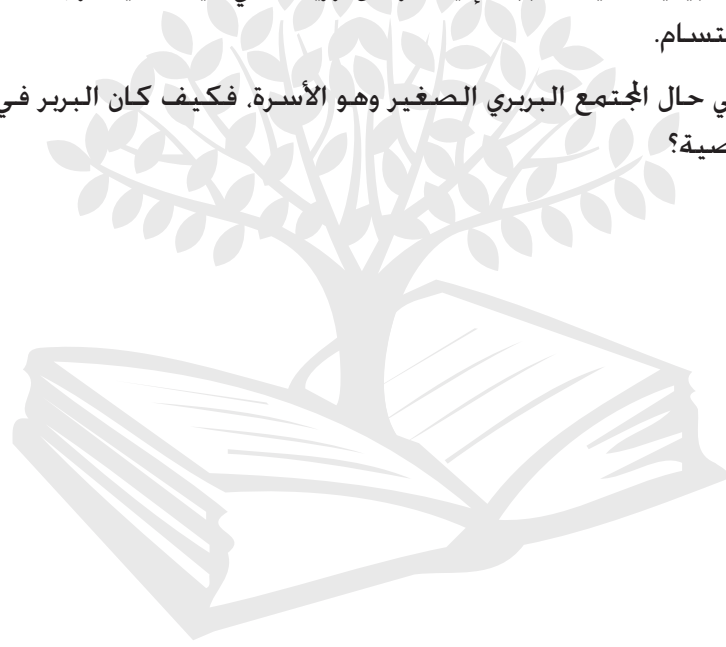 تسام.
ي حال المجتمع البربري الصغير وهو الأسرة، فكيف كان البربر في
صية؟